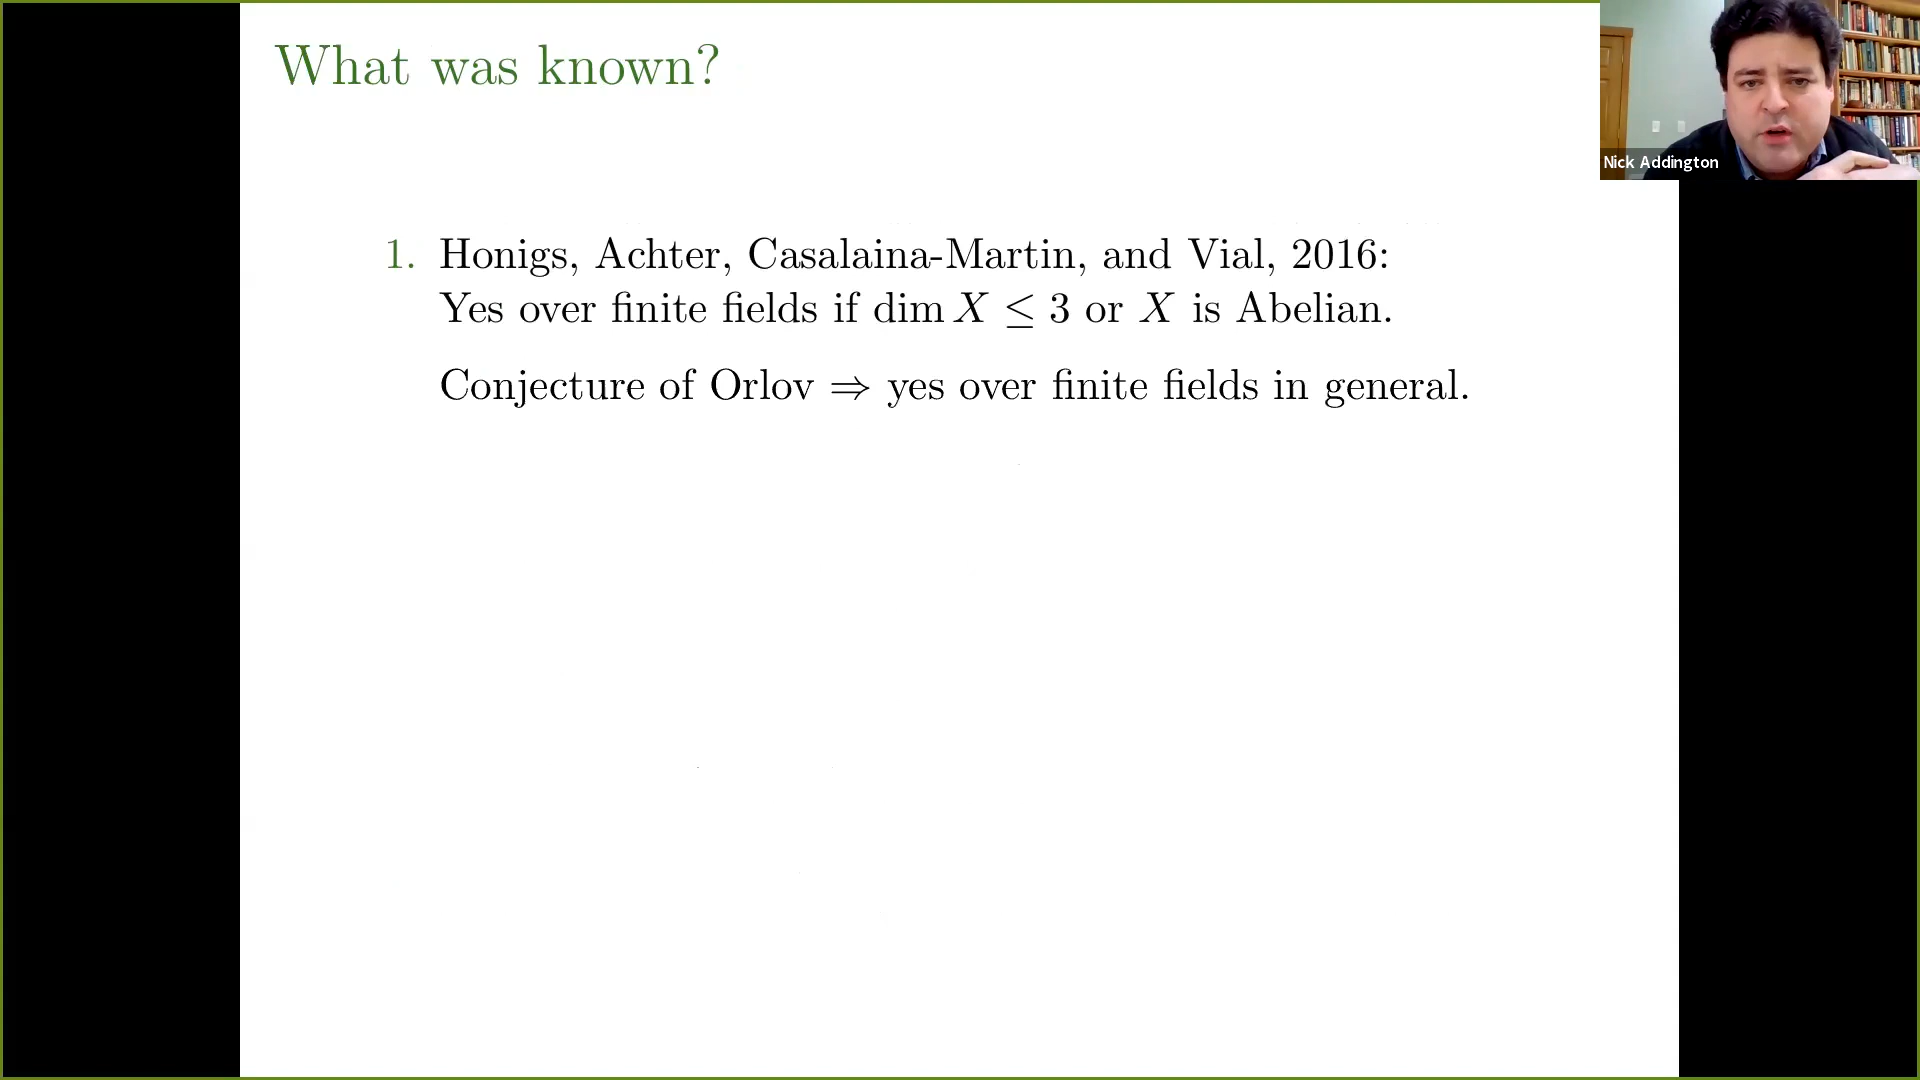 What was known?
Nick Addington
1. Honigs, Achter, Casalaina-Martin, and Vial, 2016:
Yes over finite fields if dim X ≤ 3 or X is Abelian.
Conjecture of Orlov ⇒ yes over finite fields in general.